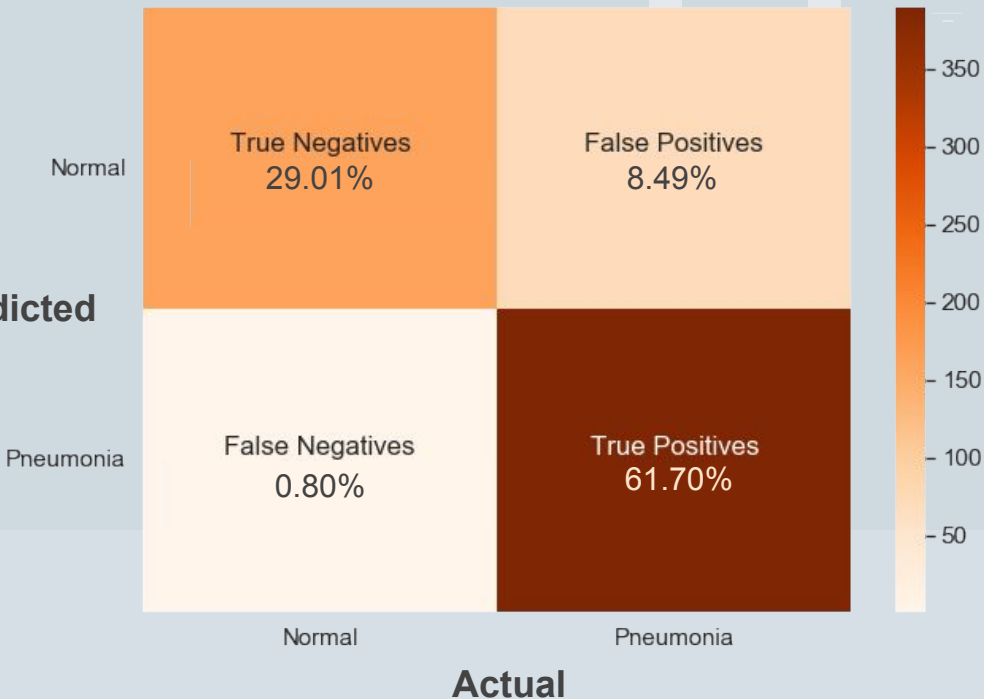 True Negatives
29.01%
False Positives
8.49%
Normal
dicted
False Negatives
0.80%
True Positives
61.70%
Pneumonia
Normal
Pneumonia
Actual
350
300
250
200
150
100
50